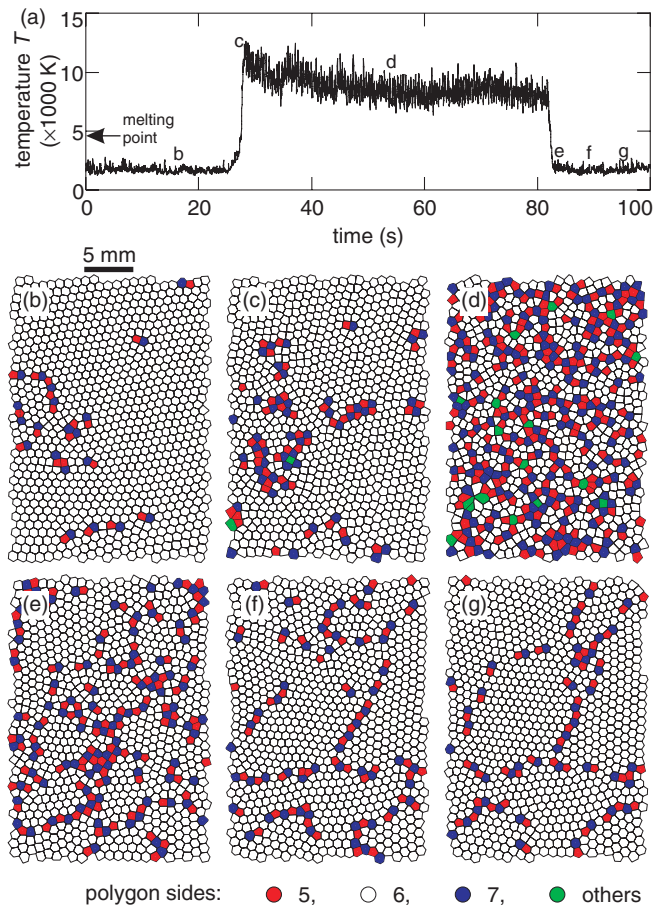 (a)
temperature T
(×1000 K)
15
10
5
0
melting
point
b
c
d
e
f
g
0
20
40
60
80
100
time (s)
5 mm
(b)
(c)
(d)
(e)
(f)
(g)
polygon sides: 5, 6, 7, others